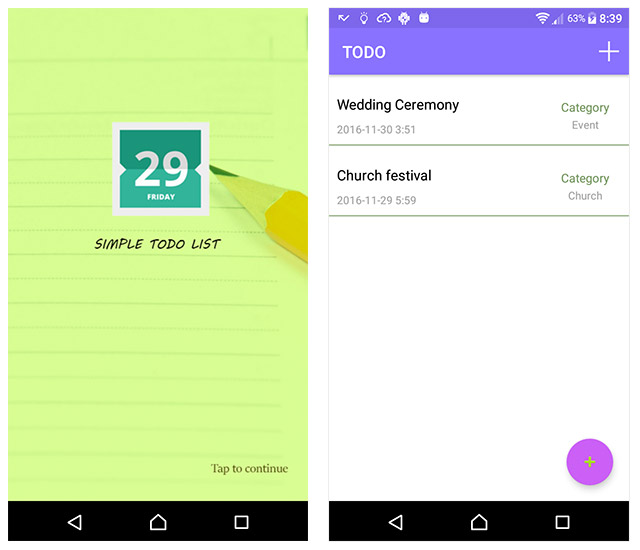 29
FRIDAY
SIMPLE TODO LIST
Tap to continue
63% 8:39
TODO
Wedding Ceremony
Category
2016-11-30 3:51
Event
Church festival
Category
2016-11-29 5:59
Church